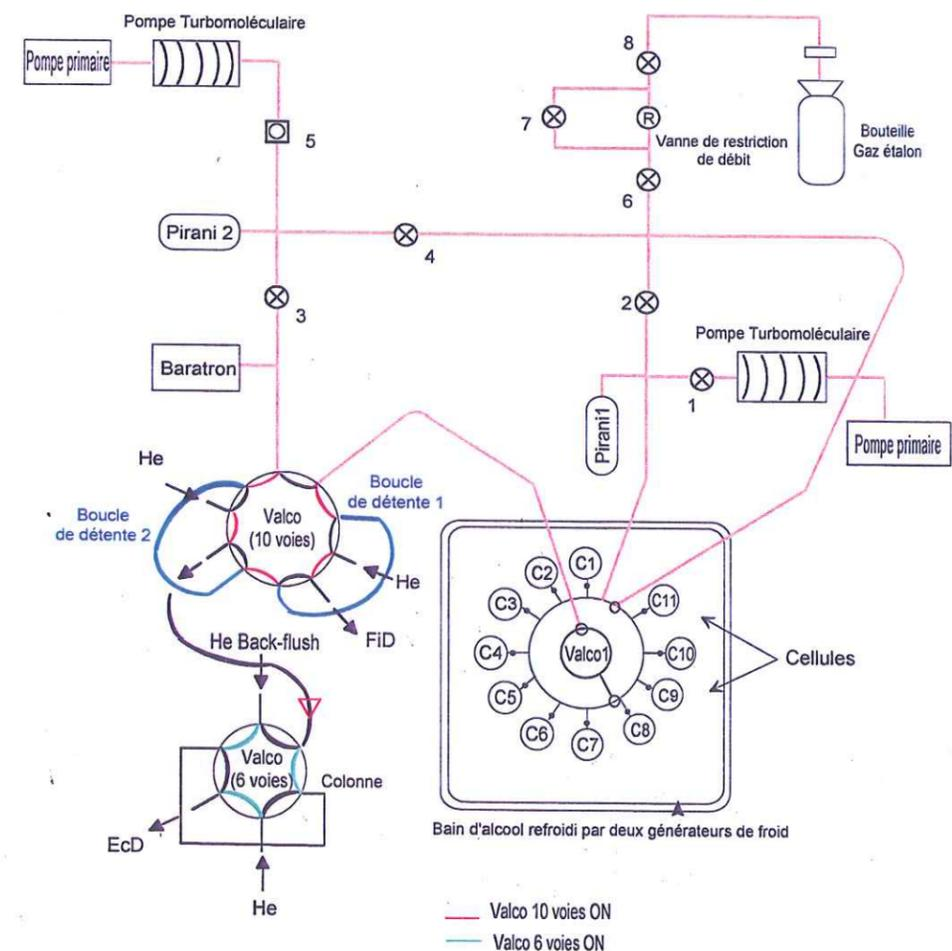 Pompe Turbomoléculaire
Pompe primaire
5
8
7
R
Vanne de restriction
de débit
Bouteille
Gaz étalon
6
Pirani 2
4
3
2
Baratron
Pompe Turbomoléculaire
1
Pirani1
Pompe primaire
He
Boucle
de détente 2
Valco
(10 voies)
Boucle
de détente 1
He
FiD
He Back-flush
Valco
(6 voies)
Colonne
EcD
He
C1
C2
C3
C4
C5
C6
C7
C8
C9
C10
C11
Valco1
Cellules
Bain d'alcool refroidi par deux générateurs de froid
Valco 10 voies ON
Valco 6 voies ON